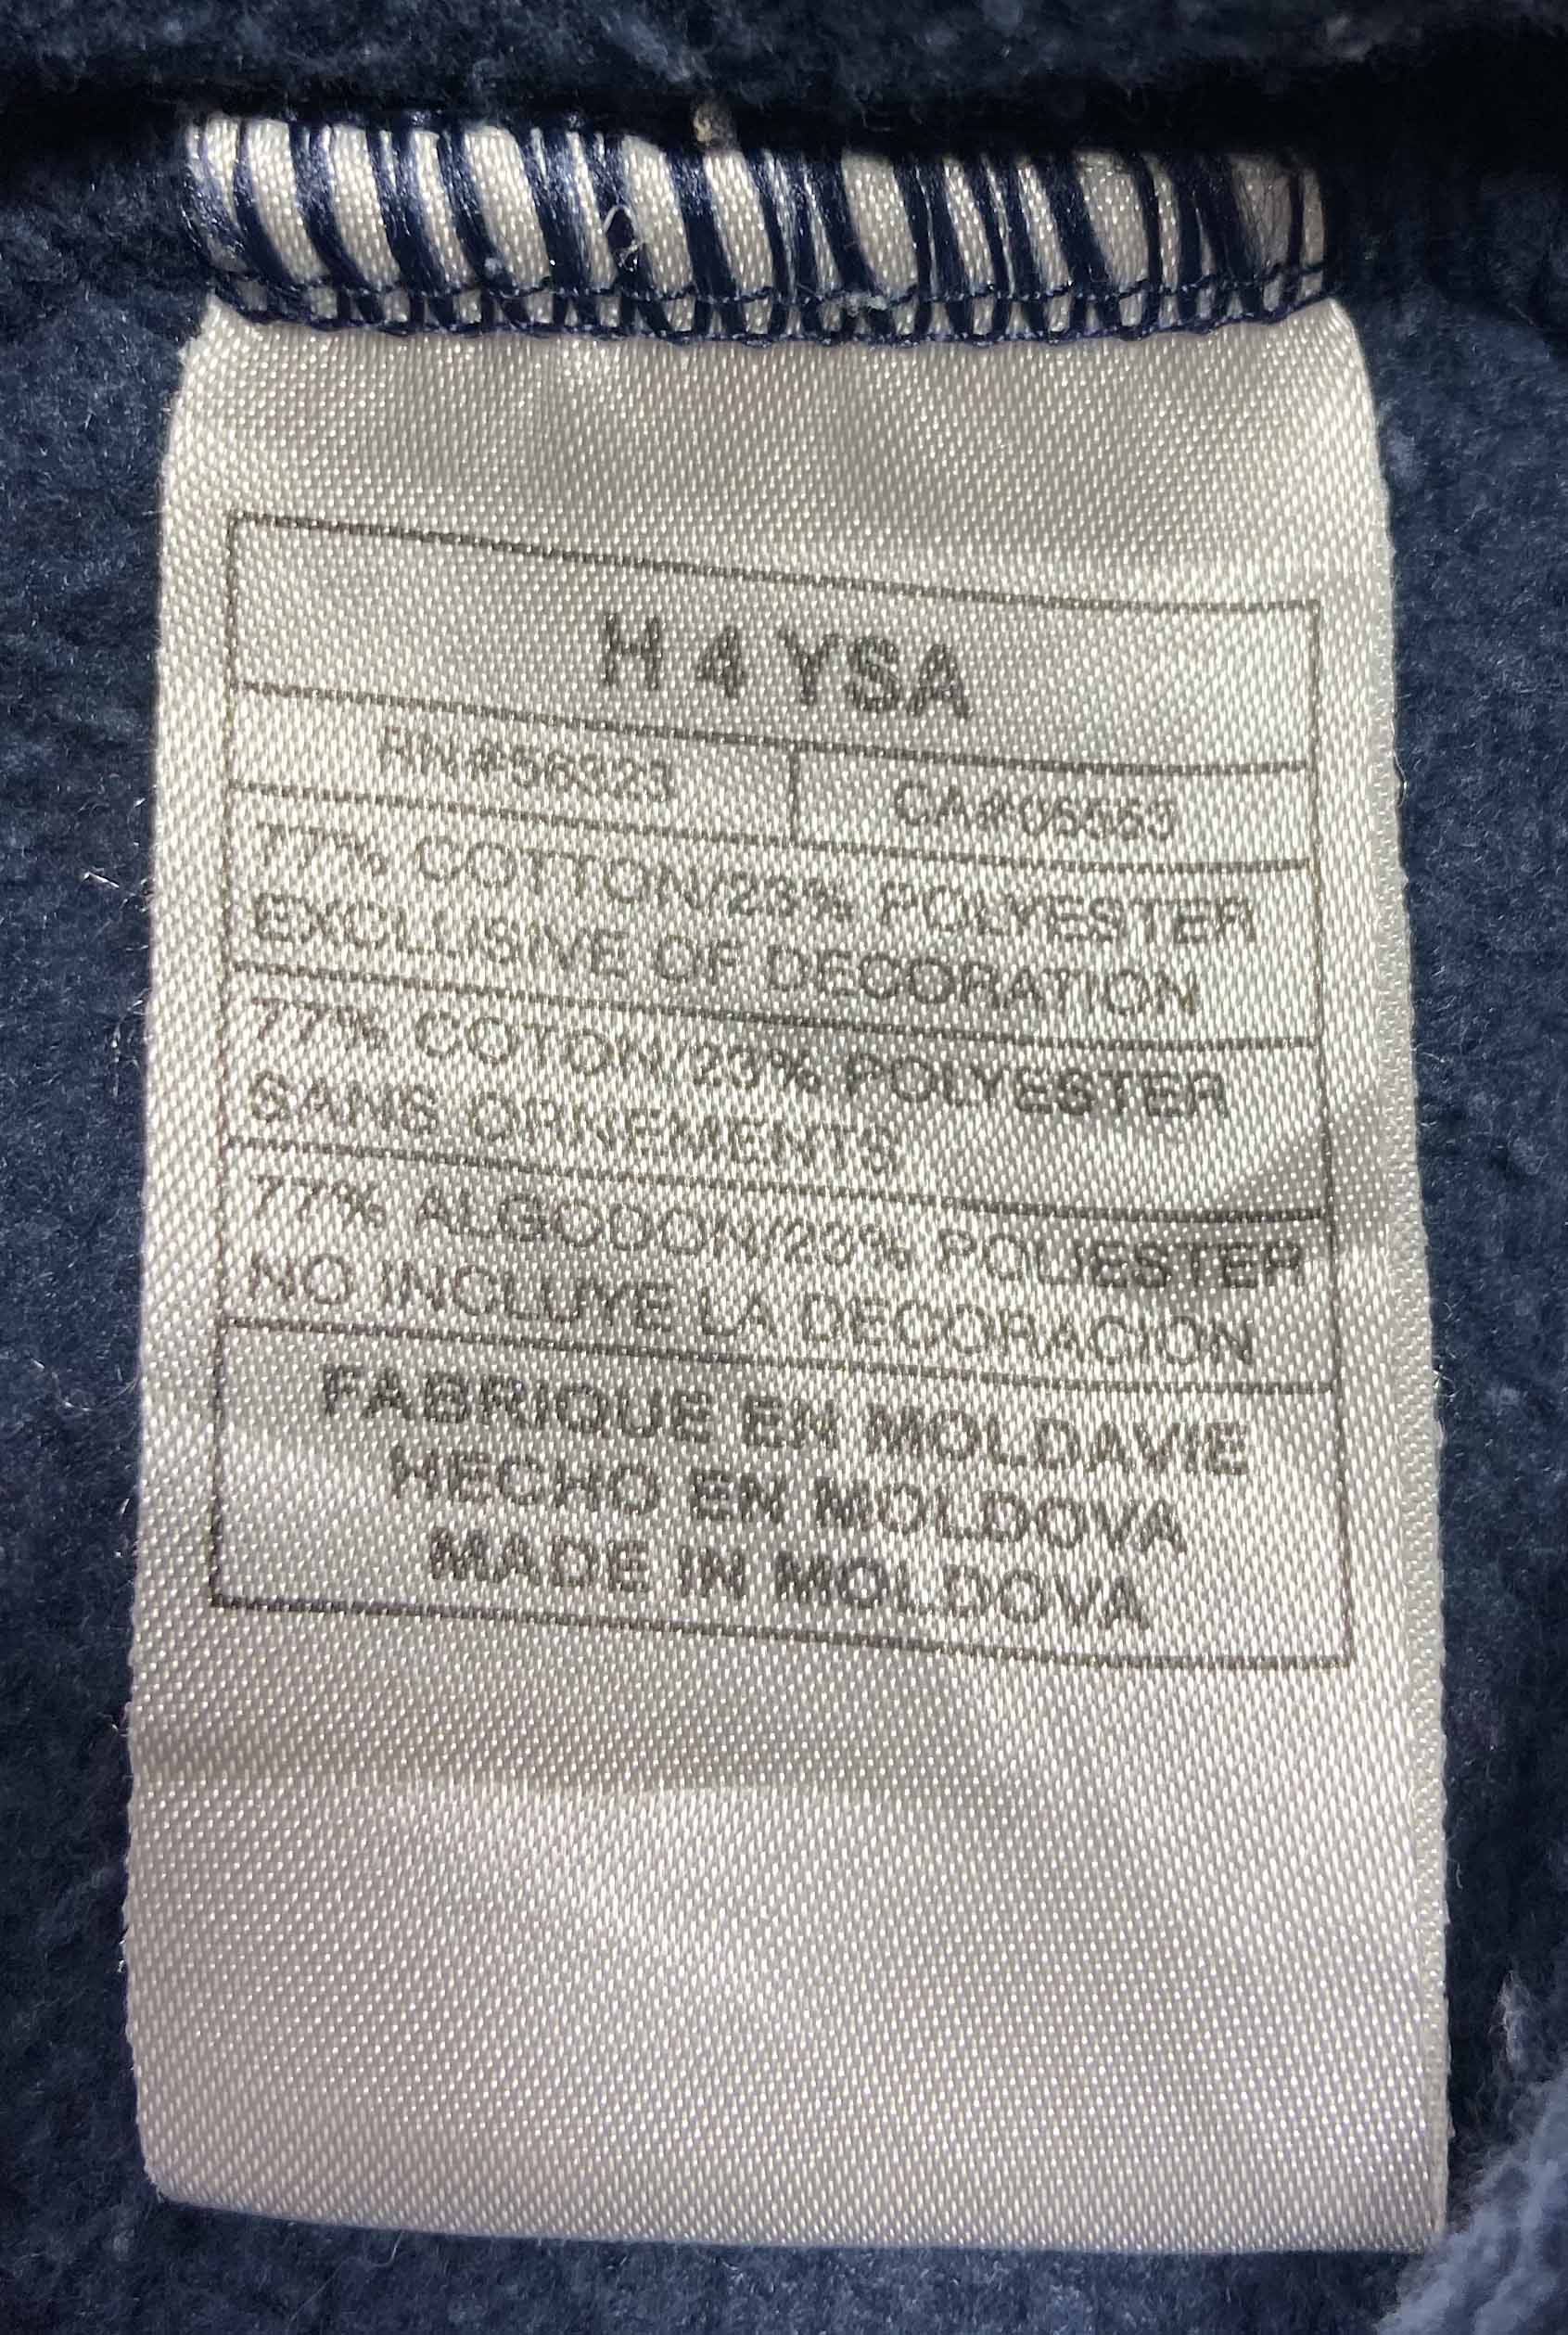 H 4 YSA
RN#56323
CA#05553
77% COTTON/23% POLYESTER
EXCLUSIVE OF DECORATION
77% COTON/23% POLYESTER
SANS ORNEMENTS
77% ALGODON/23% POLIESTER
NO INCLUYE LA DECORACION
FABRIQUE EN MOLDAVIE
HECHO EN MOLDOVA
MADE IN MOLDOVA